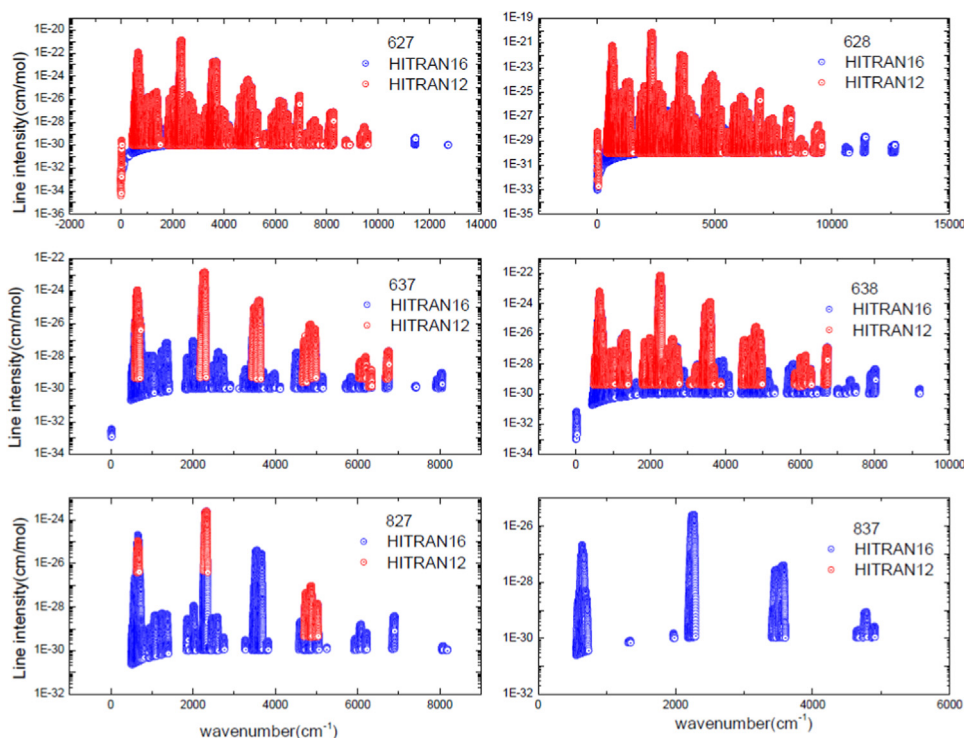 Line intensity(cm/mol)
1E-20
1E-22
1E-24
1E-26
1E-28
1E-30
1E-32
1E-34
1E-36
627
HITRAN16
HITRAN12
-2000 0 2000 4000 6000 8000 10000 12000 14000
1E-19
1E-21
1E-23
1E-25
1E-27
1E-29
1E-31
1E-33
1E-35
628
HITRAN16
HITRAN12
0 5000 10000 15000
Line intensity(cm/mol)
1E-22
1E-24
1E-26
1E-28
1E-30
1E-32
1E-34
637
HITRAN16
HITRAN12
0 2000 4000 6000 8000
1E-22
1E-24
1E-26
1E-28
1E-30
1E-32
1E-34
638
HITRAN16
HITRAN12
0 2000 4000 6000 8000 10000
Line intensity(cm/mol)
1E-24
1E-26
1E-28
1E-30
1E-32
827
HITRAN16
HITRAN12
0 2000 4000 6000 8000
wavenumber(cm⁻¹)
1E-26
1E-28
1E-30
1E-32
837
HITRAN16
HITRAN12
0 2000 4000 6000
wavenumber(cm⁻¹)